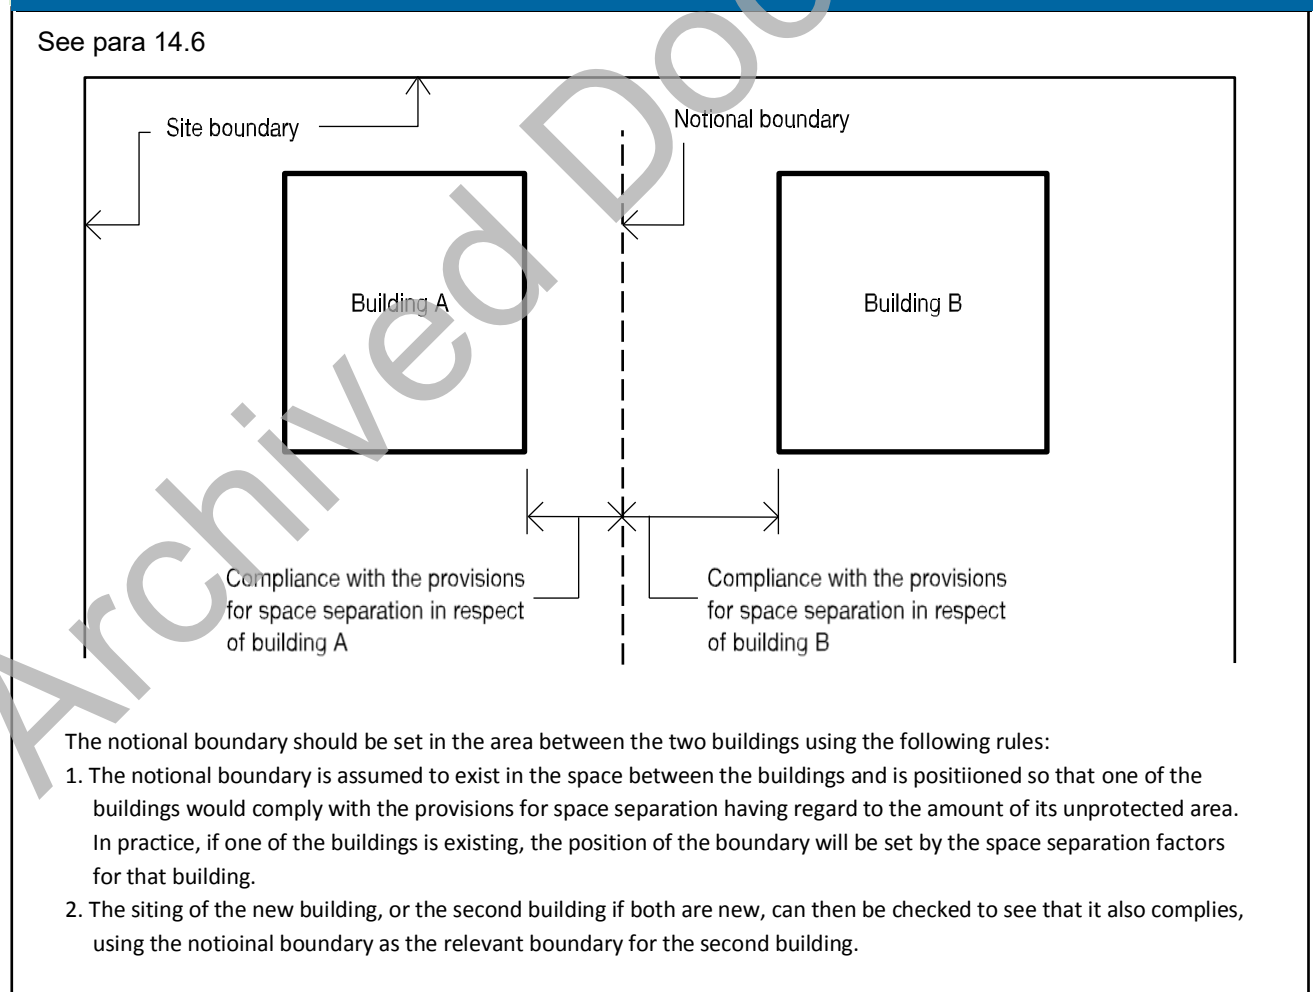 See para 14.6
Site boundary
Notional boundary
Building A
Building B
Compliance with the provisions
for space separation in respect
of building A
Compliance with the provisions
for space separation in respect
of building B
The notional boundary should be set in the area between the two buildings using the following rules:
1. The notional boundary is assumed to exist in the space between the buildings and is positiioned so that one of the
buildings would comply with the provisions for space separation having regard to the amount of its unprotected area.
In practice, if one of the buildings is existing, the position of the boundary will be set by the space separation factors
for that building.
2. The siting of the new building, or the second building if both are new, can then be checked to see that it also complies,
using the notioinal boundary as the relevant boundary for the second building.
Archived